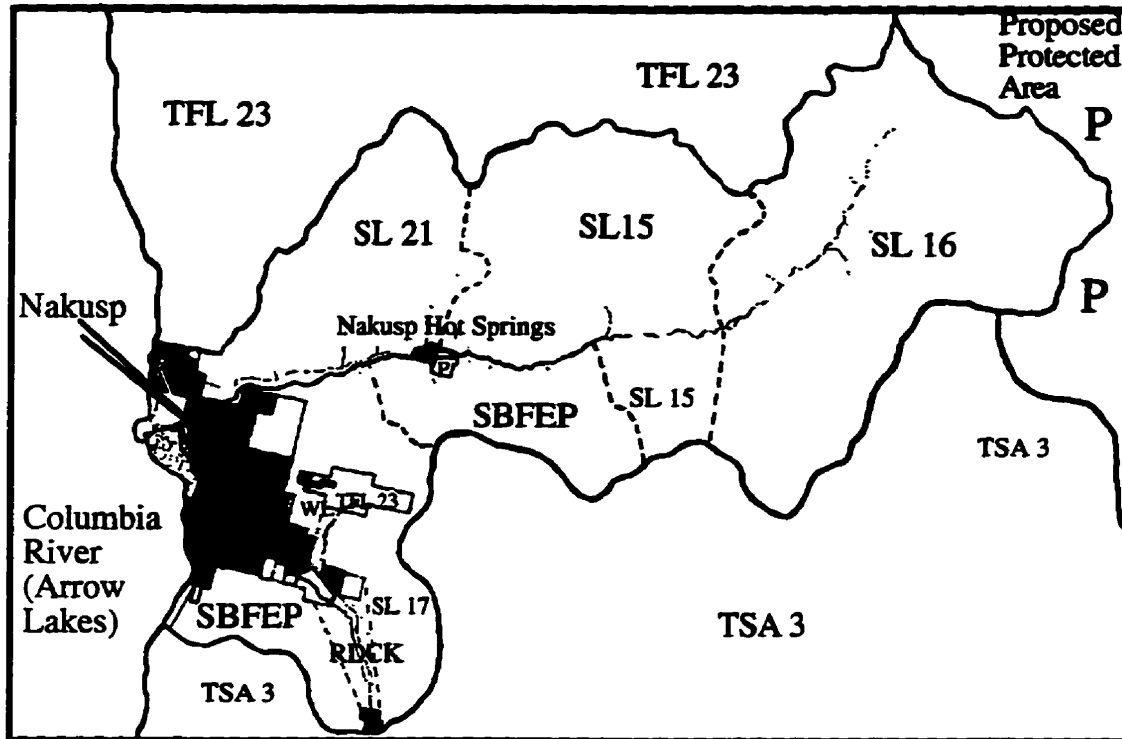 Proposed
Protected
Area
TFL 23
TFL 23
P
SL 21
SL15
SL 16
P
Nakusp
Nakusp Hot Springs
P
SL 15
SBFEP
TSA 3
W
TFL 23
Columbia
River
(Arrow
Lakes)
SL 17
SBFEP
TSA 3
RDCK
TSA 3